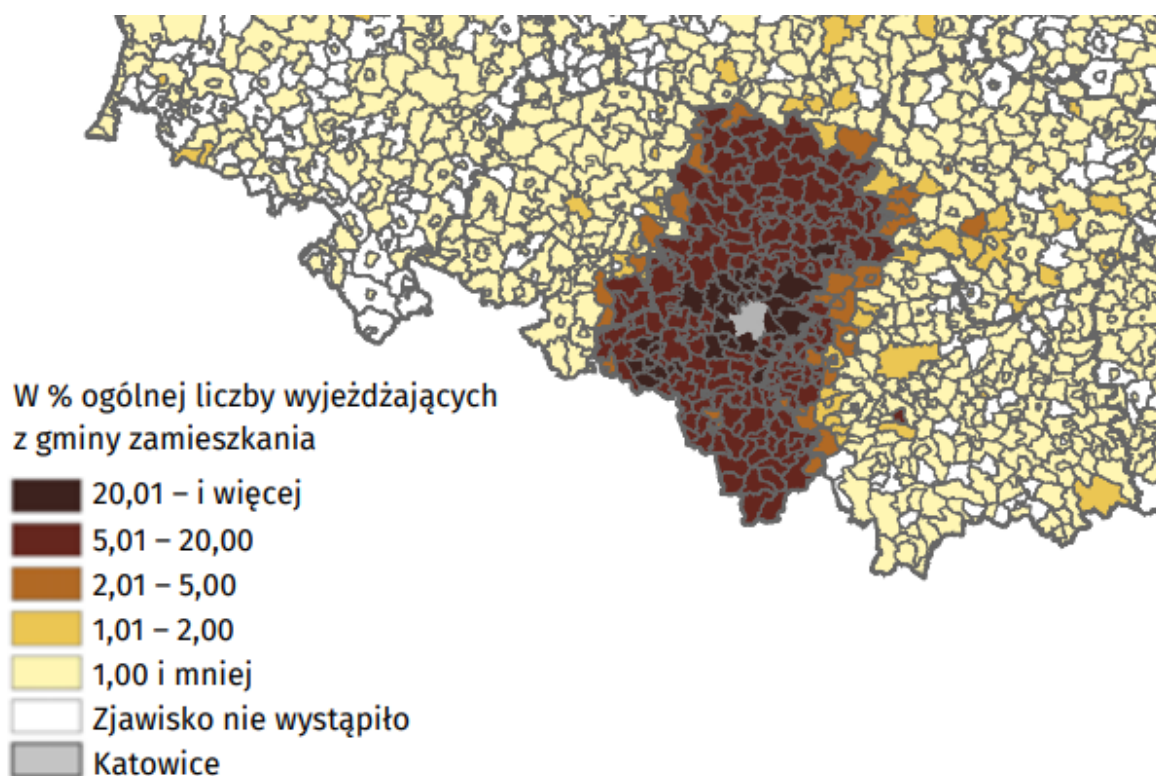 W % ogólnej liczby wyjeżdżających
z gminy zamieszkania
20,01 – i więcej
5,01 – 20,00
2,01 – 5,00
1,01 – 2,00
1,00 i mniej
Zjawisko nie wystąpiło
Katowice